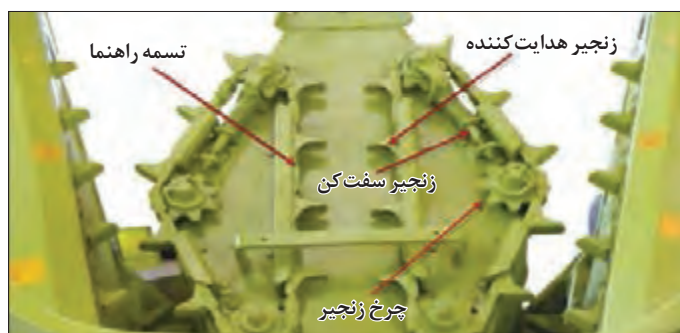 زنجیر هدایت‌کننده
تسمه راهنما
زنجیر سفت‌کن
چرخ زنجیر